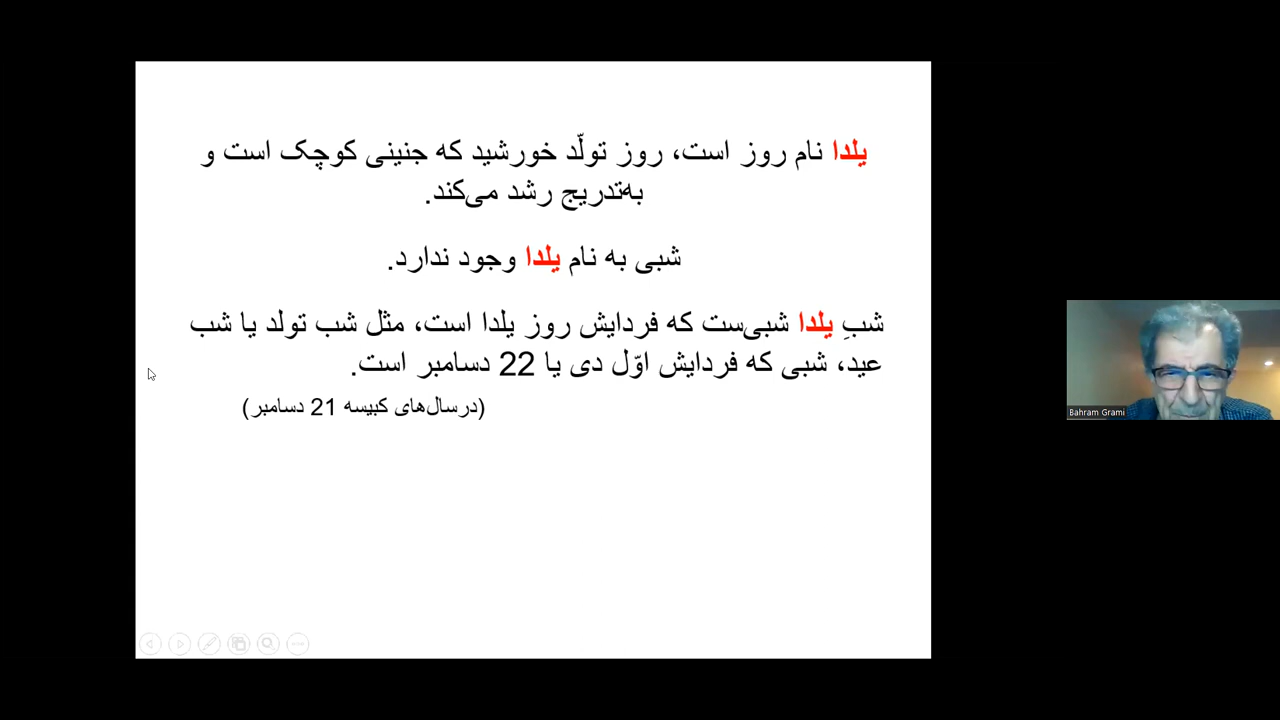 یلدا نام روز است، روز تولّد خورشید که جنینی کوچک است و
به‌تدریج رشد می‌کند.
شبی به نام یلدا وجود ندارد.
شبِ یلدا شبی‌ست که فردایش روز یلدا است، مثل شب تولد یا شب
عید، شبی که فردایش اوّل دی یا 22 دسامبر است.
(درسال‌های کبیسه 21 دسامبر)
Bahram Grami